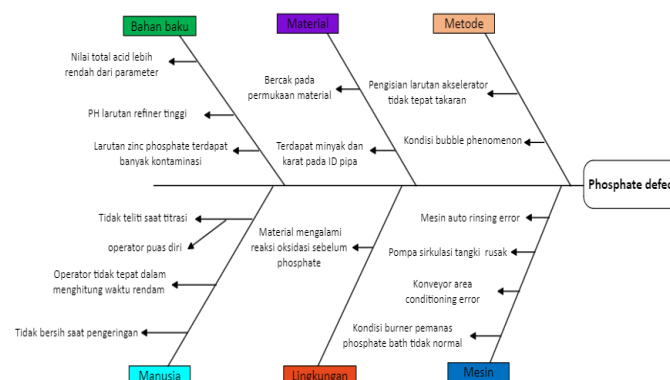 Bahan baku
Material
Metode
Nilai total acid lebih
rendah dari parameter
PH larutan refiner tinggi
Larutan zinc phosphate terdapat
banyak kontaminasi
Bercak pada
permukaan material
Terdapat minyak dan
karat pada ID pipa
Pengisian larutan akselerator
tidak tepat takaran
Kondisi bubble phenomenon
Phosphate defec
Tidak teliti saat titrasi
operator puas diri
Operator tidak tepat dalam
menghitung waktu rendam
Tidak bersih saat pengeringan
Material mengalami
reaksi oksidasi sebelum
phosphate
Mesin auto rinsing error
Pompa sirkulasi tangki rusak
Konveyor area
conditioning error
Kondisi burner pemanas
phosphate bath tidak normal
Manusia
Lingkungan
Mesin